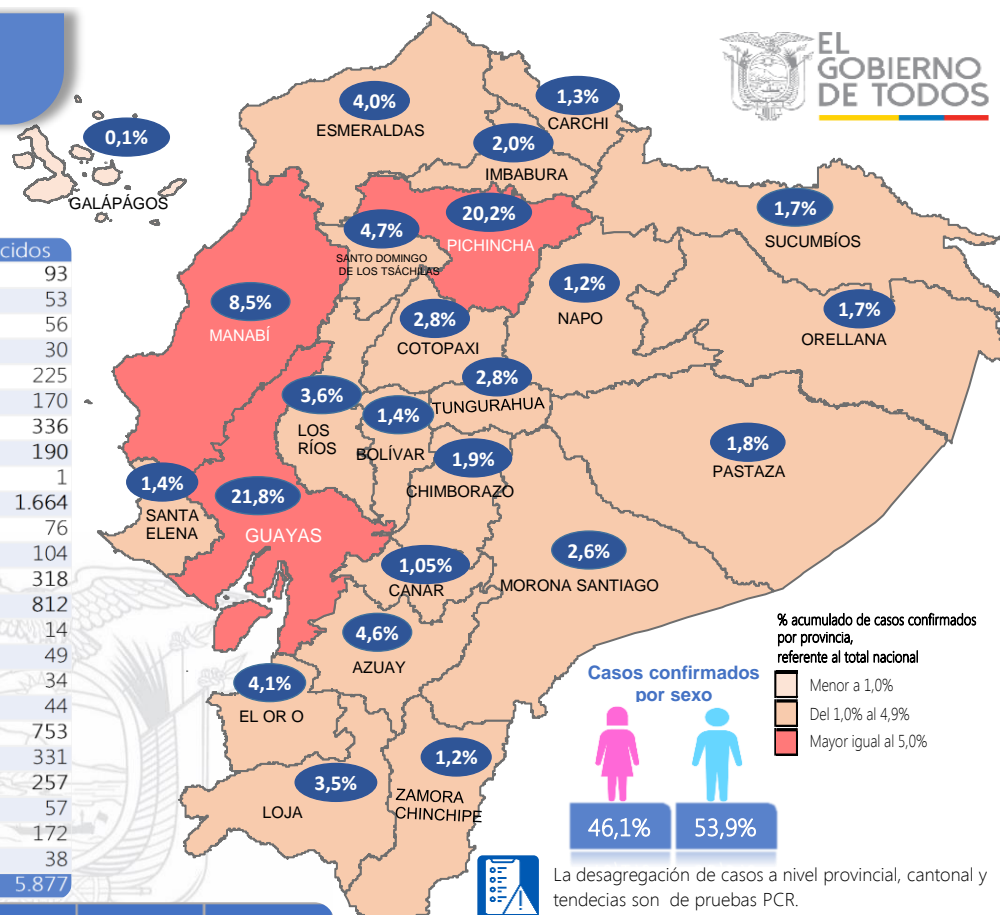 EL
GOBIERNO
DE TODOS
4,0%
ESMERALDAS
1,3%
CARCHI
0,1%
GALÁPÁGOS
2,0%
IMBABURA
20,2%
PICHINCHA
4,7%
SANTO DOMINGO
DE LOS TSÁCHILAS
1,7%
SUCUMBÍOS
8,5%
MANABÍ
1,2%
NAPO
1,7%
ORELLANA
2,8%
COTOPAXI
2,8%
TUNGURAHUA
3,6%
LOS
RÍOS
1,4%
BOLÍVAR
1,9%
CHIMBORAZO
1,8%
PASTAZA
1,4%
SANTA
ELENA
21,8%
GUAYAS
1,05%
CANAR
2,6%
MORONA SANTIAGO
4,6%
AZUAY
4,1%
EL OR O
3,5%
LOJA
1,2%
ZAMORA
CHINCHIPE
cidos
93
53
56
30
225
170
336
190
1
1.664
76
104
318
812
14
49
34
44
753
331
257
57
172
38
5.877
% acumulado de casos confirmados
por provincia,
referente al total nacional
Menor a 1,0%
Del 1,0% al 4,9%
Mayor igual al 5,0%
Casos confirmados
por sexo
46,1% 53,9%
La desagregación de casos a nivel provincial, cantonal y
tendecias son de pruebas PCR.